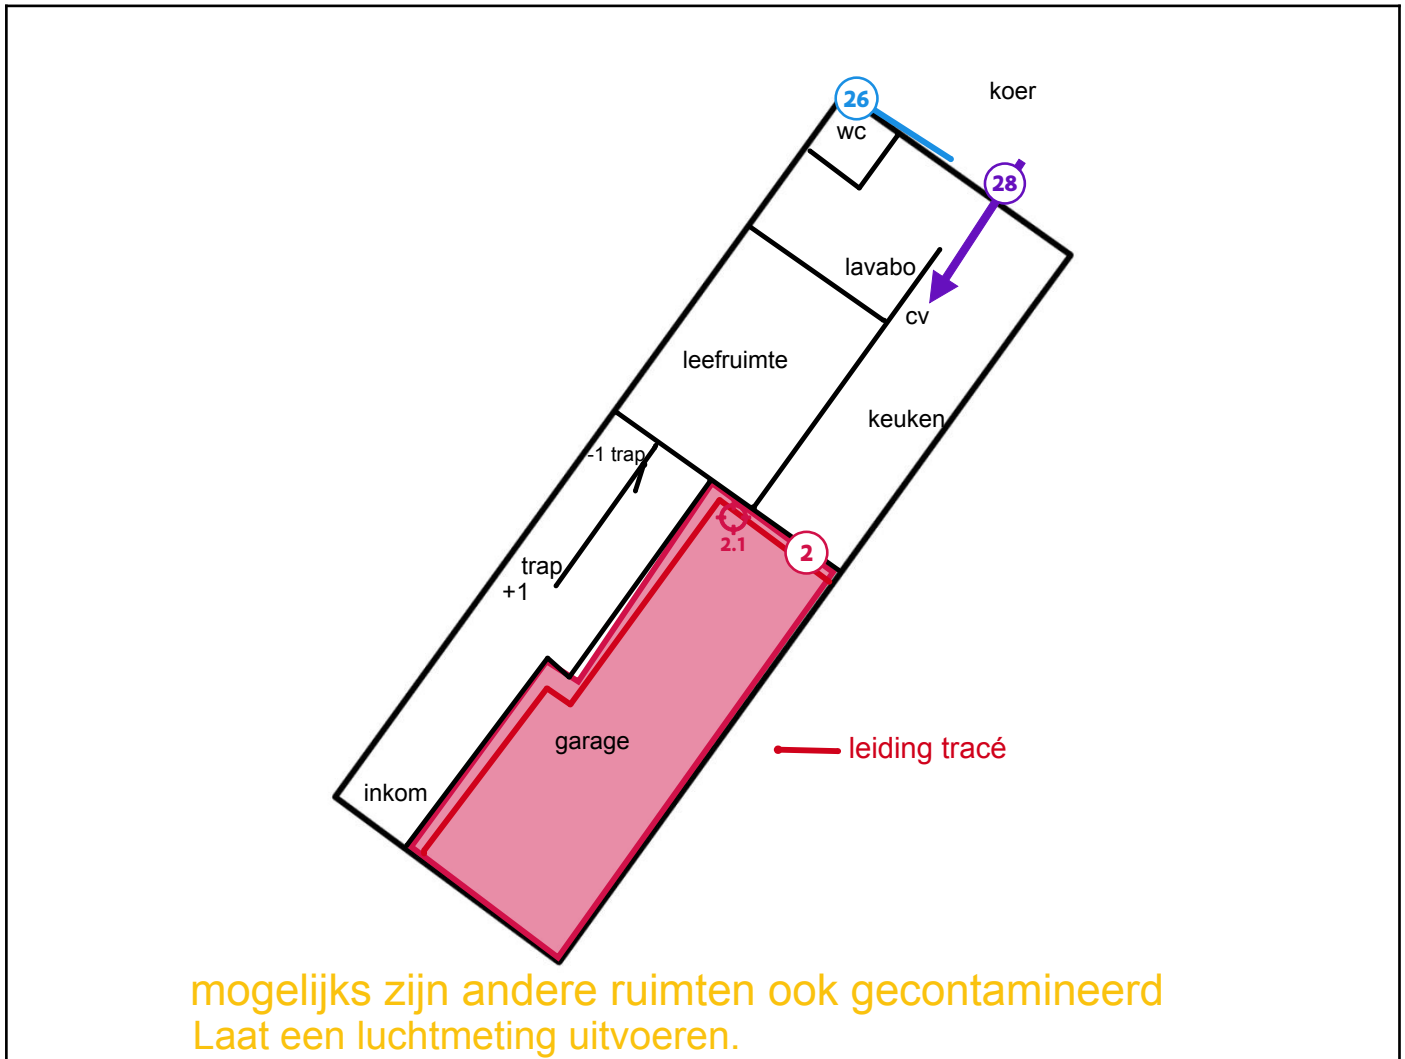 koer
26
wc
28
lavabo
cv
leefruimte
keuken
-1 trap
2.1
2
trap
+1
garage
leiding tracé
inkom
mogelijks zijn andere ruimten ook gecontamineerd
Laat een luchtmeting uitvoeren.